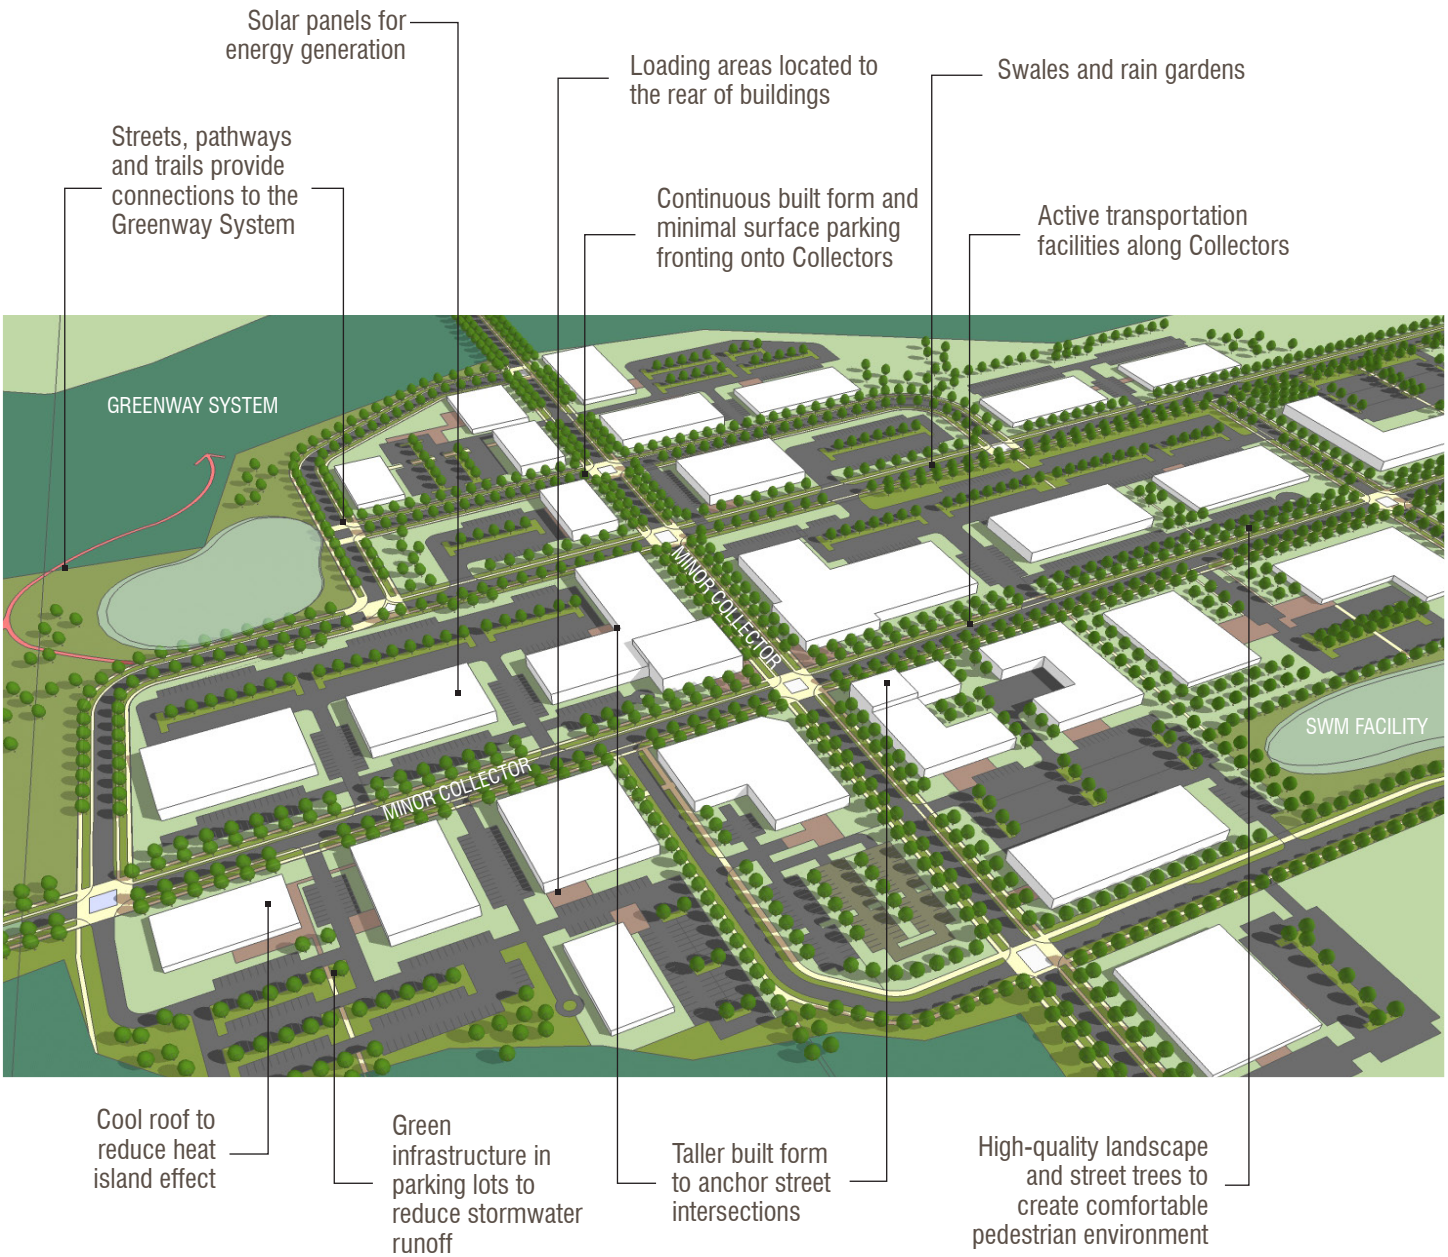 Solar panels for
energy generation
Loading areas located to
the rear of buildings
Swales and rain gardens
Streets, pathways
and trails provide
connections to the
Greenway System
Continuous built form and
minimal surface parking
fronting onto Collectors
Active transportation
facilities along Collectors
GREENWAY SYSTEM
MINOR COLLECTOR
SWM FACILITY
MINOR COLLECTOR
Cool roof to
reduce heat
island effect
Green
infrastructure in
parking lots to
reduce stormwater
runoff
Taller built form
to anchor street
intersections
High-quality landscape
and street trees to
create comfortable
pedestrian environment